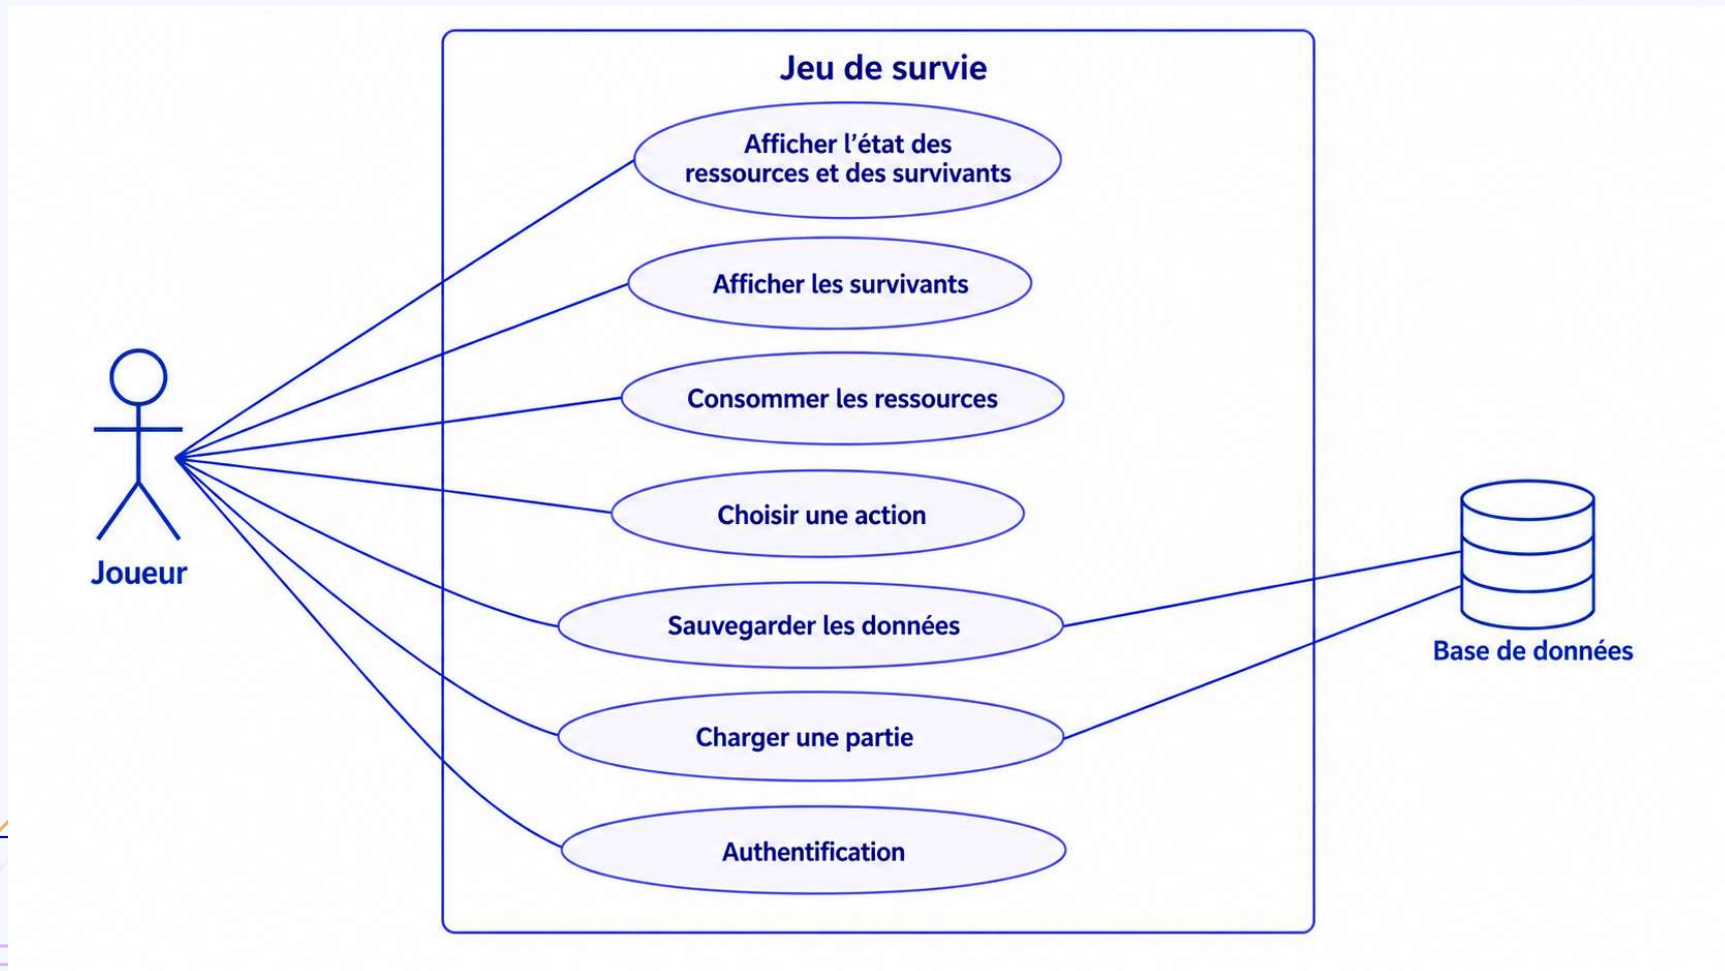 Jeu de survie
Afficher l’état des
ressources et des survivants
Afficher les survivants
Consommer les ressources
Choisir une action
Joueur
Sauvegarder les données
Base de données
Charger une partie
Authentification